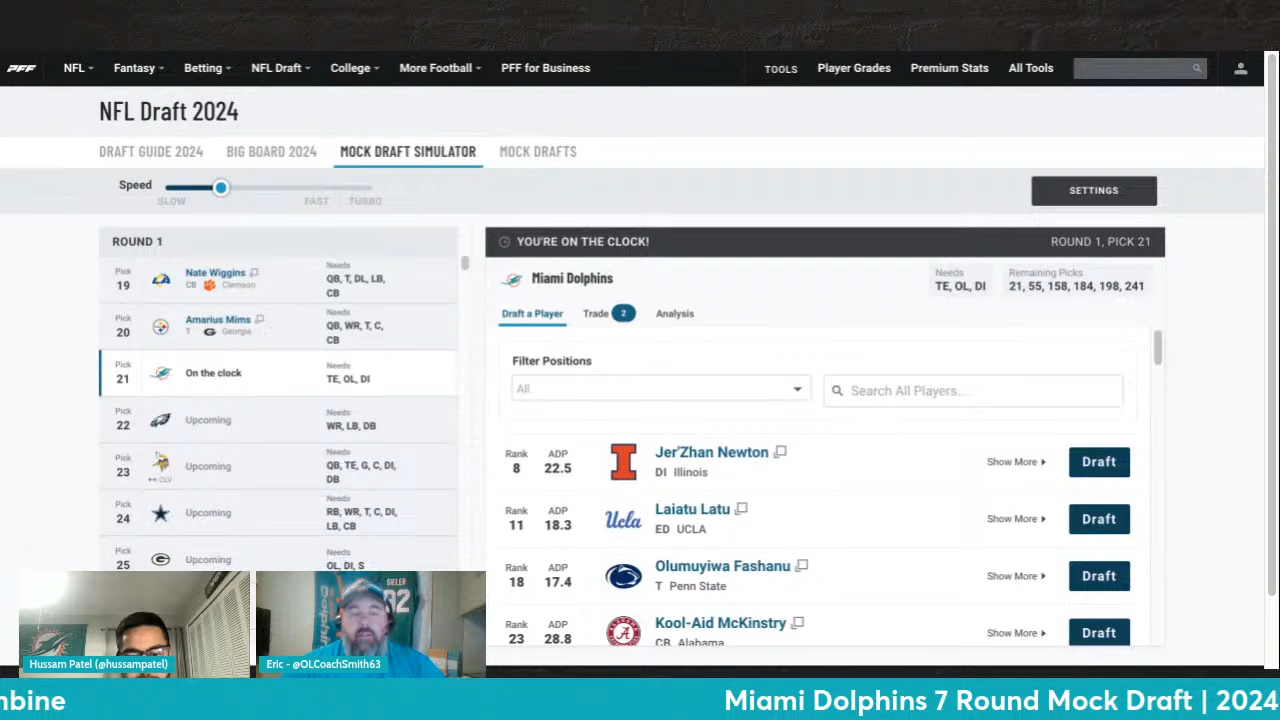 PFF NFL Fantasy Betting NFL Draft College More Football PFF for Business TOOLS Player Grades Premium Stats All Tools
NFL Draft 2024
DRAFT GUIDE 2024 BIG BOARD 2024 MOCK DRAFT SIMULATOR MOCK DRAFTS
Speed
SLOW FAST TURBO
SETTINGS
ROUND 1
Pick 19 Nate Wiggins CB Clemson Needs QB, T, DL, LB, CB
Pick 20 Amarius Mims T Georgia Needs QB, WR, T, C, CB
Pick 21 On the clock Needs TE, OL, DI
Pick 22 Upcoming Needs WR, LB, DB
Pick 23 CLV Upcoming Needs QB, TE, G, C, DI, DB
Pick 24 Upcoming Needs RB, WR, T, C, DI, LB, CB
Pick 25 Upcoming Needs OL, DI, S
YOU'RE ON THE CLOCK! ROUND 1, PICK 21
Miami Dolphins
Needs TE, OL, DI
Remaining Picks 21, 55, 158, 184, 198, 241
Draft a Player Trade 2 Analysis
Filter Positions
All Search All Players...
Rank 8 ADP 22.5 Jer'Zhan Newton DI Illinois Show More Draft
Rank 11 ADP 18.3 Ucla Laiatu Latu ED UCLA Show More Draft
Rank 18 ADP 17.4 Olumuyiwa Fashanu T Penn State Show More Draft
Rank 23 ADP 28.8 Kool-Aid McKinstry CB Alabama Show More Draft
SIELER
92
Hussam Patel (@hussampatel)
Eric - @OLCoachSmith63
mbine Miami Dolphins 7 Round Mock Draft | 2024